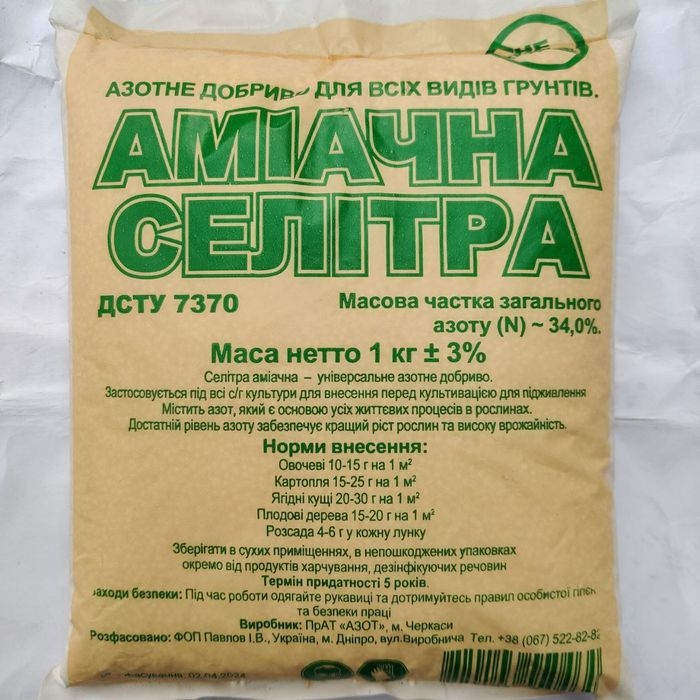 НЕ
АЗОТНЕ ДОБРИВО ДЛЯ ВСІХ ВИДІВ ГРУНТІВ.
АМІАЧНА
СЕЛІТРА
ДСТУ 7370
Масова частка загального
азоту (N) ~ 34,0%.
Маса нетто 1 кг ± 3%
Селітра аміачна – універсальне азотне добриво.
Застосовується під всі с/г культури для внесення перед культивацією для підживлення
Містить азот, який є основою усіх життєвих процесів в рослинах.
Достатній рівень азоту забезпечує кращий ріст рослин та високу врожайність.
Норми внесення:
Овочеві 10-15 г на 1 м²
Картопля 15-25 г на 1 м²
Ягідні кущі 20-30 г на 1 м²
Плодові дерева 15-20 г на 1 м²
Розсада 4-6 г у кожну лунку
Зберігати в сухих приміщеннях, в непошкоджених упаковках
окремо від продуктів харчування, дезінфікуючих речовин
Термін придатності 5 років.
заходи безпеки: Під час роботи одягайте рукавиці та дотримуйтесь правил особистої гігієн
та безпеки праці
Виробник: ПрАТ «АЗОТ», м. Черкаси
Розфасовано: ФОП Павлов І.В., Україна, м. Дніпро, вул.Виробнича Тел. +38 (067) 522-82-82
02.04.2024